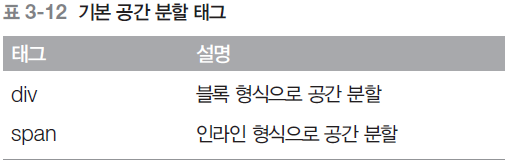 표 3-12 기본 공간 분할 태그
태그 설명
div 블록 형식으로 공간 분할
span 인라인 형식으로 공간 분할